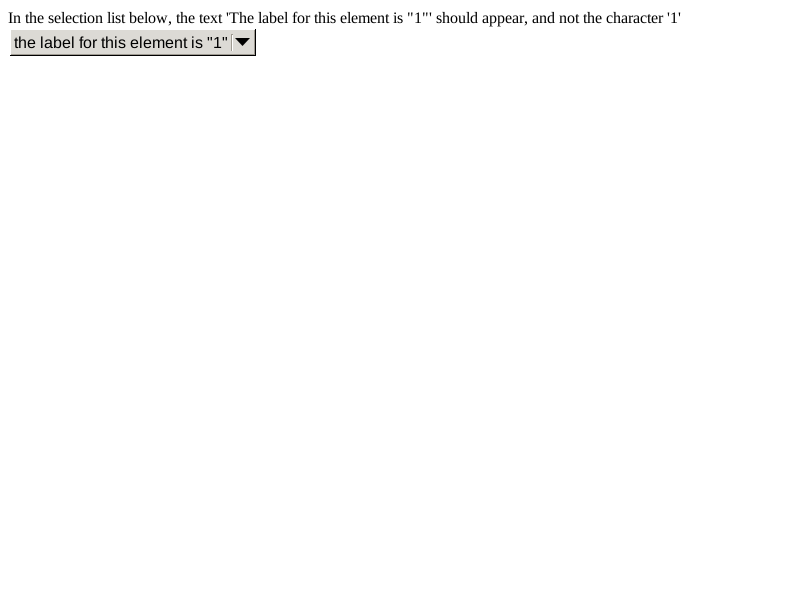 In the selection list below, the text 'The label for this element is "1"' should appear, and not the character '1'
the label for this element is "1"